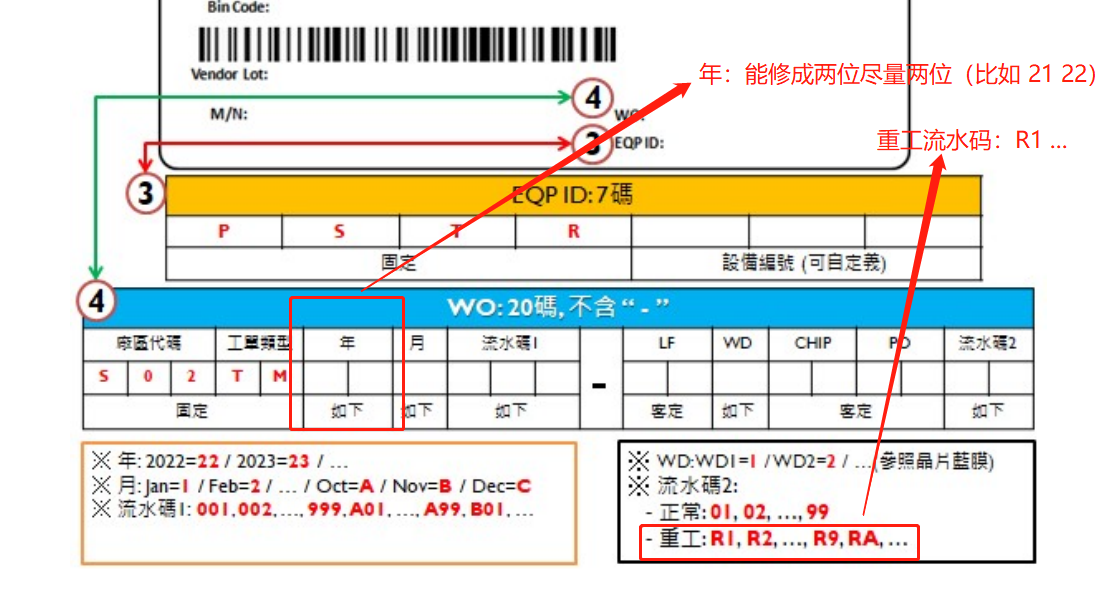 Bin Code:
Vendor Lot:
年：能修成两位尽量两位（比如 21 22）
4
M/N:
WO:
重工流水码：R1 ...
3
EQP ID:
3
EQP ID: 7碼
P S T R
固定 設備編號 (可自定義)
4
WO: 20碼, 不含 “ - ”
廠區代碼 工單類型 年 月 流水碼1 LF WD CHIP PO 流水碼2
S 0 2 T M -
固定 如下 如下 如下 客定 如下 客定 如下
※ 年: 2022=22 / 2023=23 / …
※ 月: Jan=1 / Feb=2 / … / Oct=A / Nov=B / Dec=C
※ 流水碼1: 001, 002, …, 999, A01, …, A99, B01, …
※ WD: WD1=1 / WD2=2 / …(參照晶片藍膜)
※ 流水碼2:
- 正常: 01, 02, …, 99
- 重工: R1, R2, …, R9, RA, …